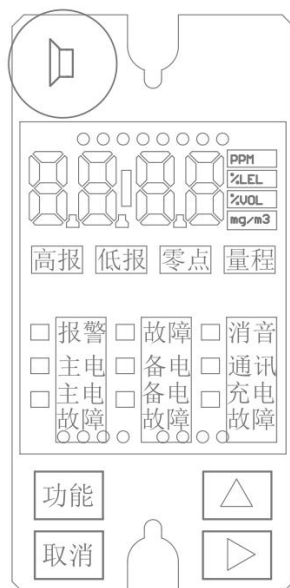 88:88
PPM
%LEL
%VOL
mg/m3
高报 低报 零点 量程
报警 故障 消音
主电 备电 通讯
主电 备电 充电
故障 故障 故障
功能
取消